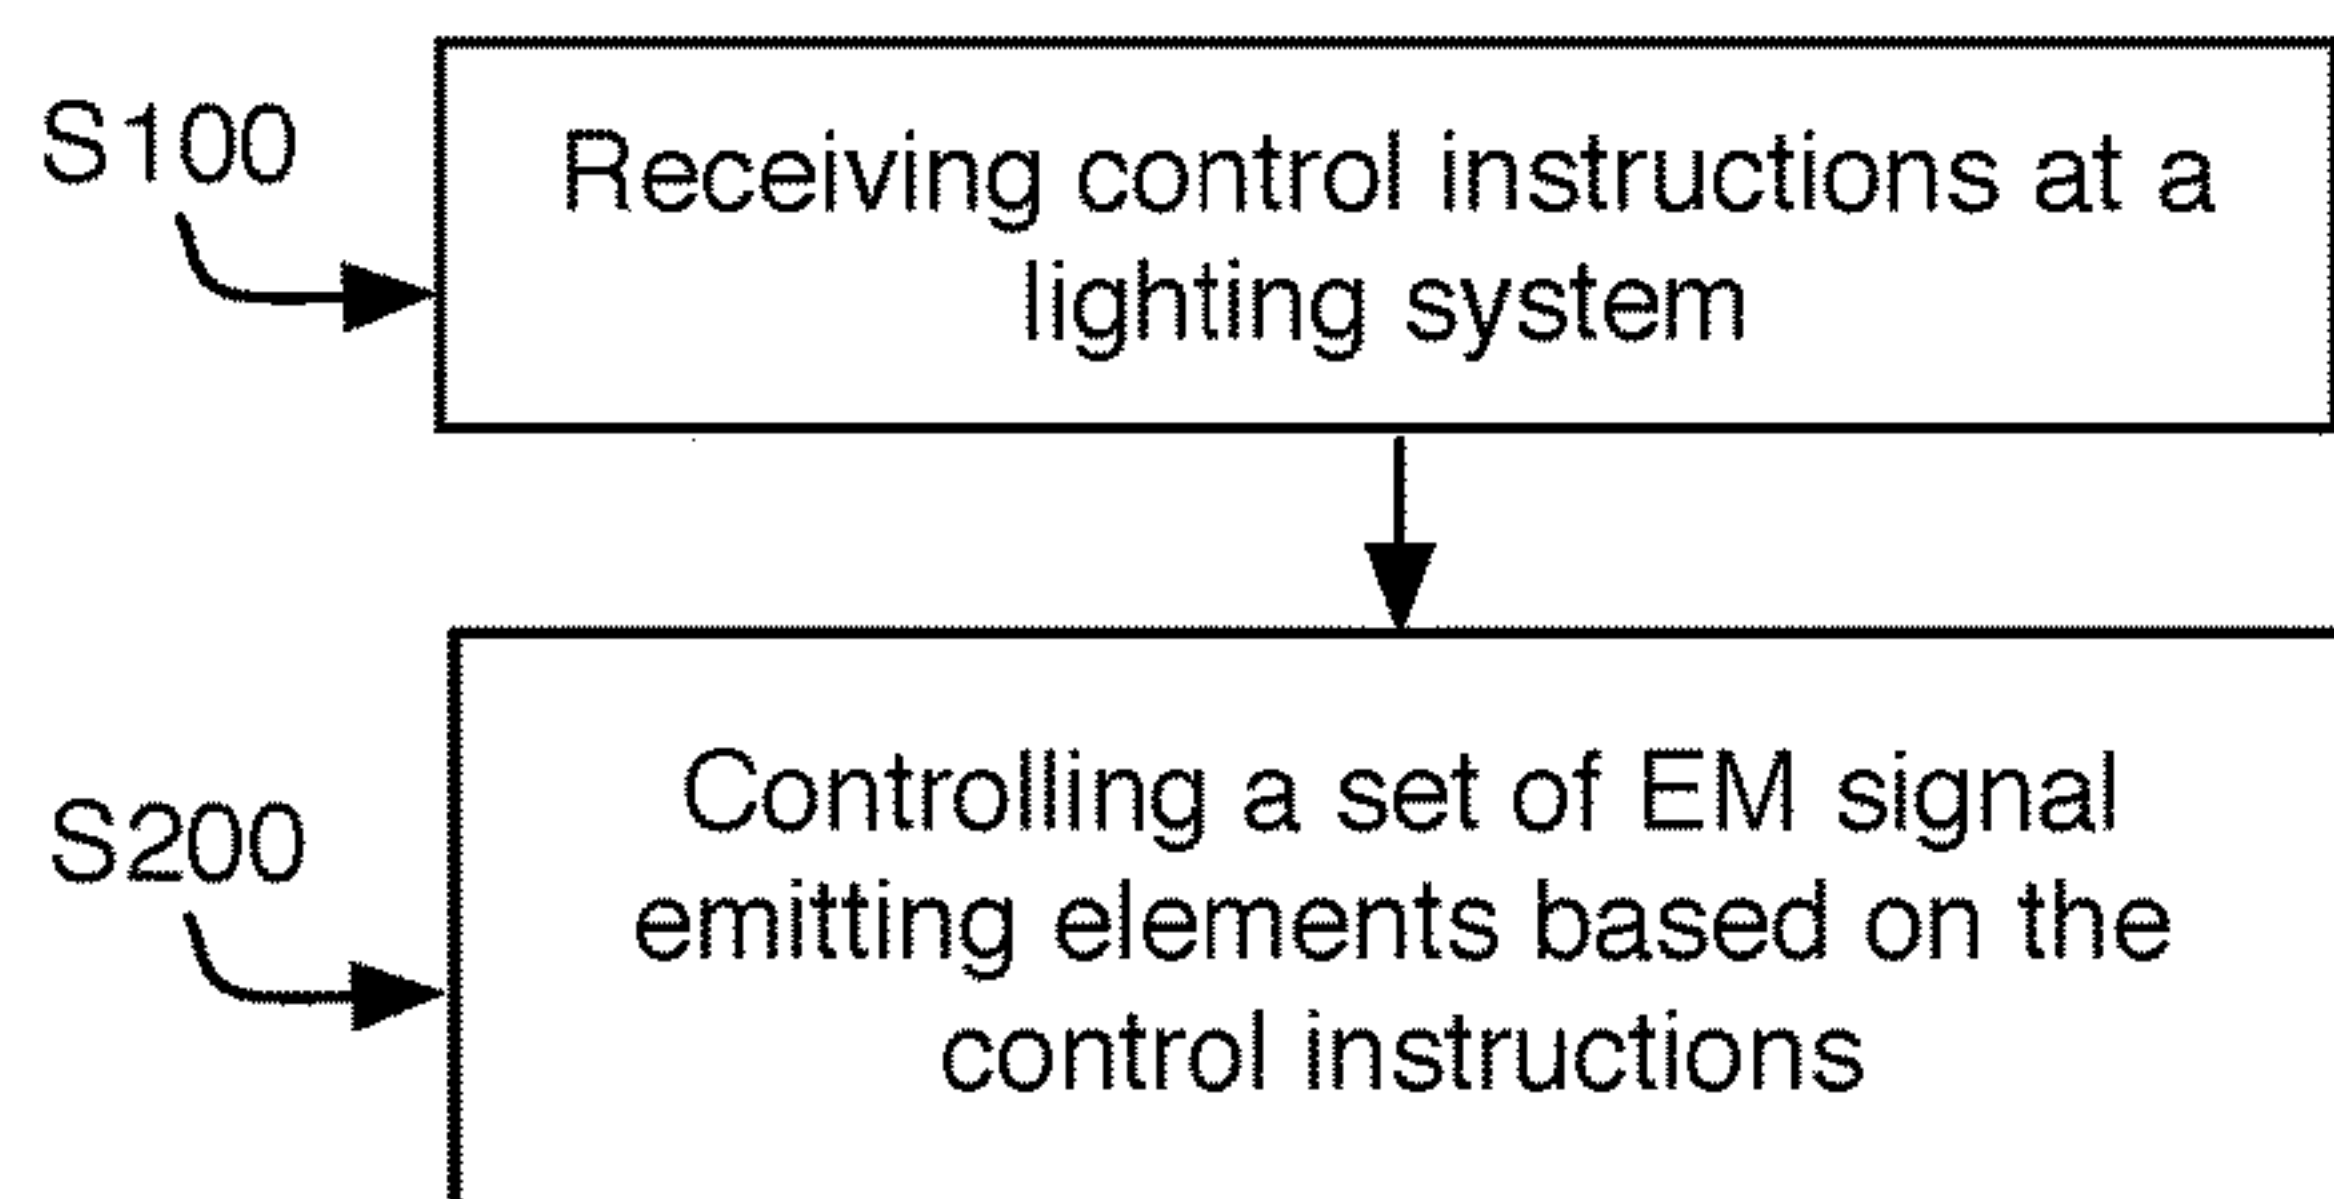 S100
Receiving control instructions at a
lighting system
S200
Controlling a set of EM signal
emitting elements based on the
control instructions